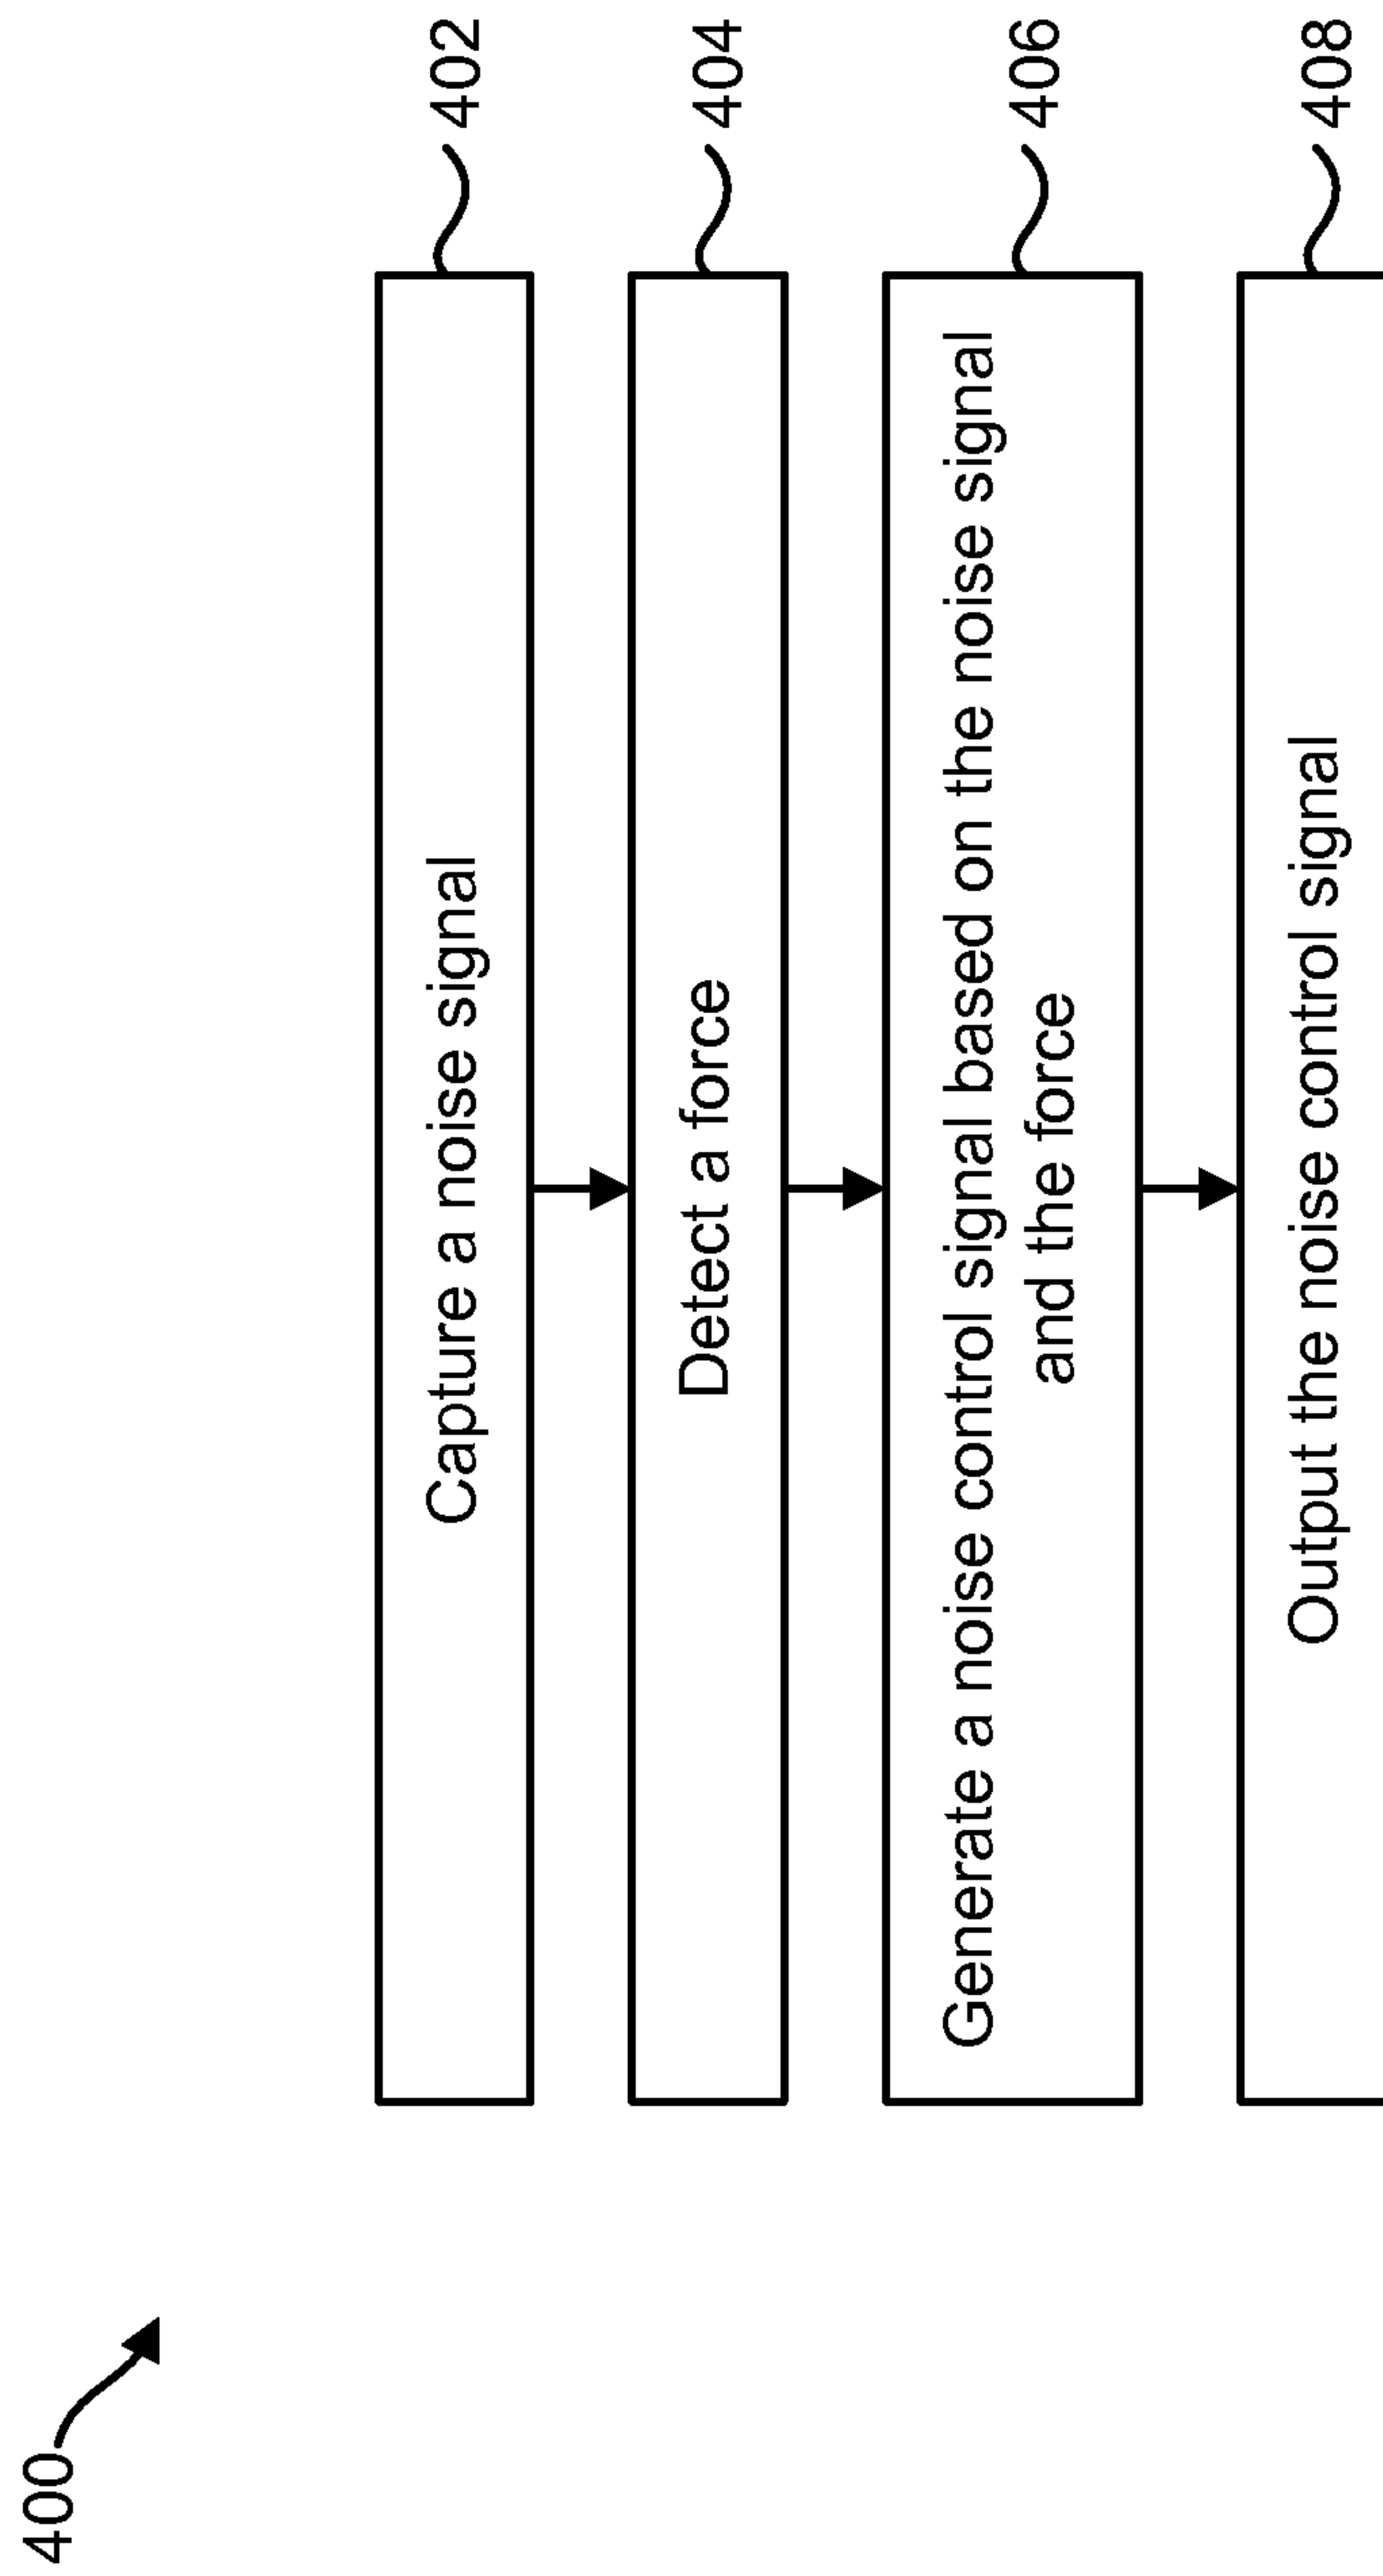 400
Capture a noise signal
402
Detect a force
404
Generate a noise control signal based on the noise signal
and the force
406
Output the noise control signal
408